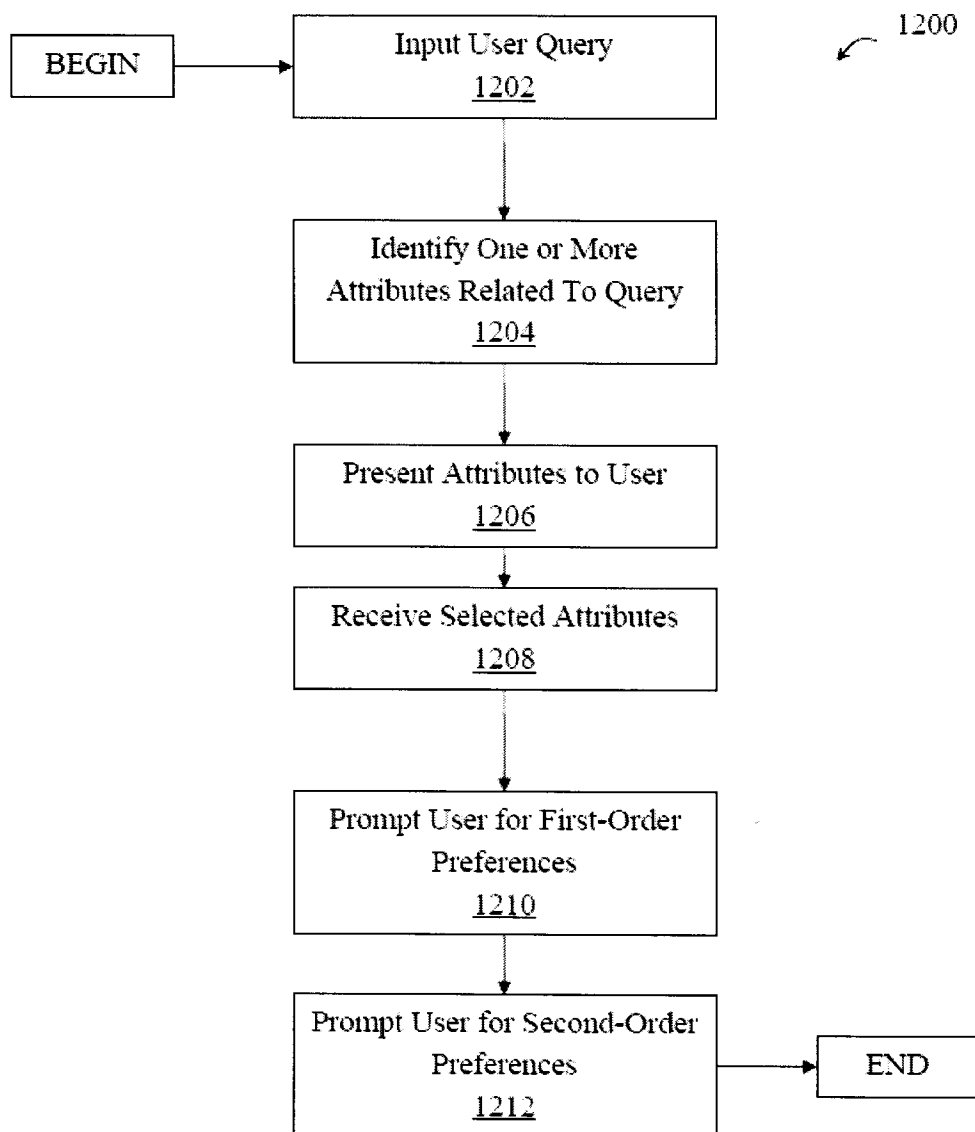 1200
BEGIN
Input User Query
1202
Identify One or More
Attributes Related To Query
1204
Present Attributes to User
1206
Receive Selected Attributes
1208
Prompt User for First-Order
Preferences
1210
Prompt User for Second-Order
Preferences
1212
END